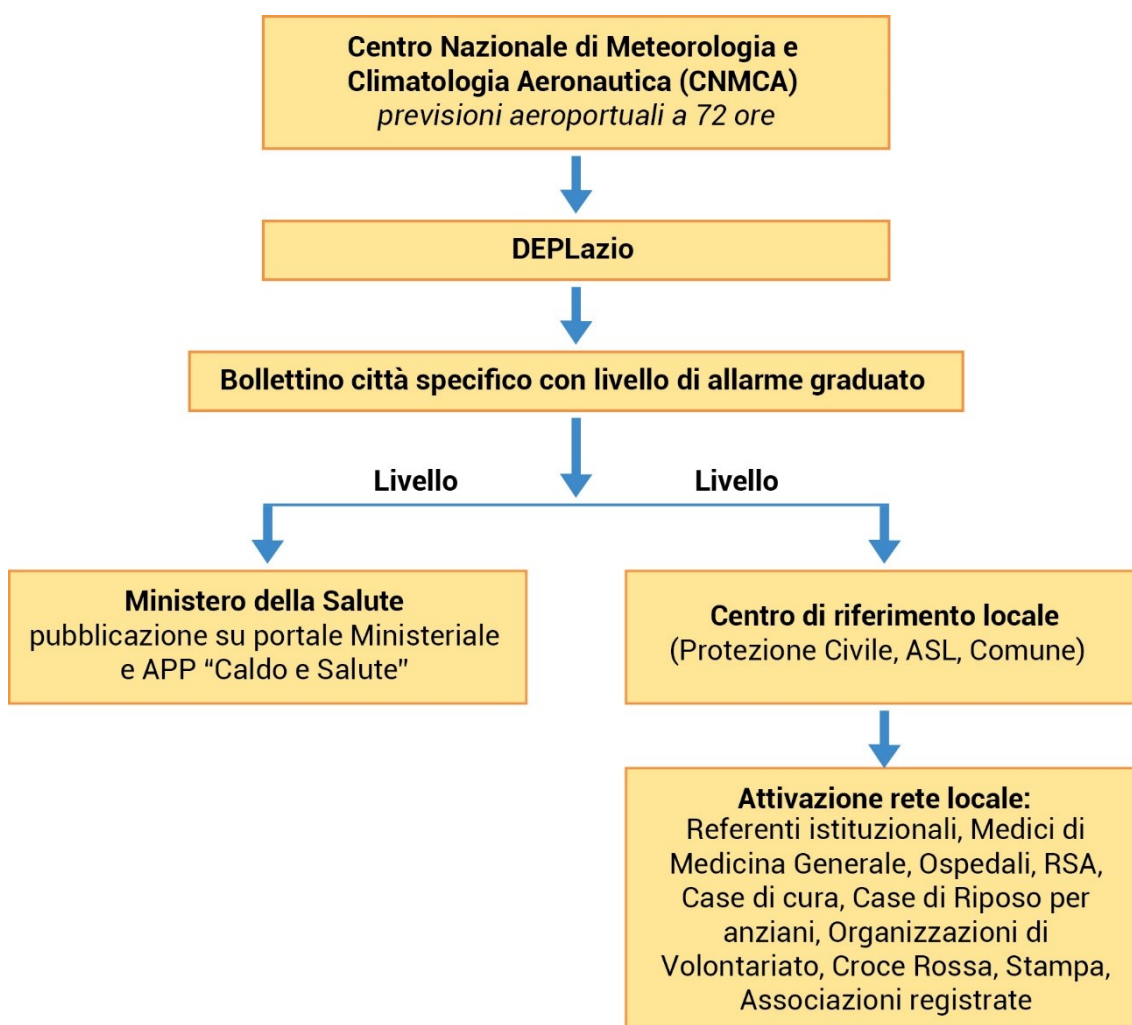 Centro Nazionale di Meteorologia e
Climatologia Aeronautica (CNMCA)
previsioni aeroportuali a 72 ore
DEPLazio
Bollettino città specifico con livello di allarme graduato
Livello
Livello
Ministero della Salute
pubblicazione su portale Ministeriale
e APP “Caldo e Salute”
Centro di riferimento locale
(Protezione Civile, ASL, Comune)
Attivazione rete locale:
Referenti istituzionali, Medici di
Medicina Generale, Ospedali, RSA,
Case di cura, Case di Riposo per
anziani, Organizzazioni di
Volontariato, Croce Rossa, Stampa,
Associazioni registrate